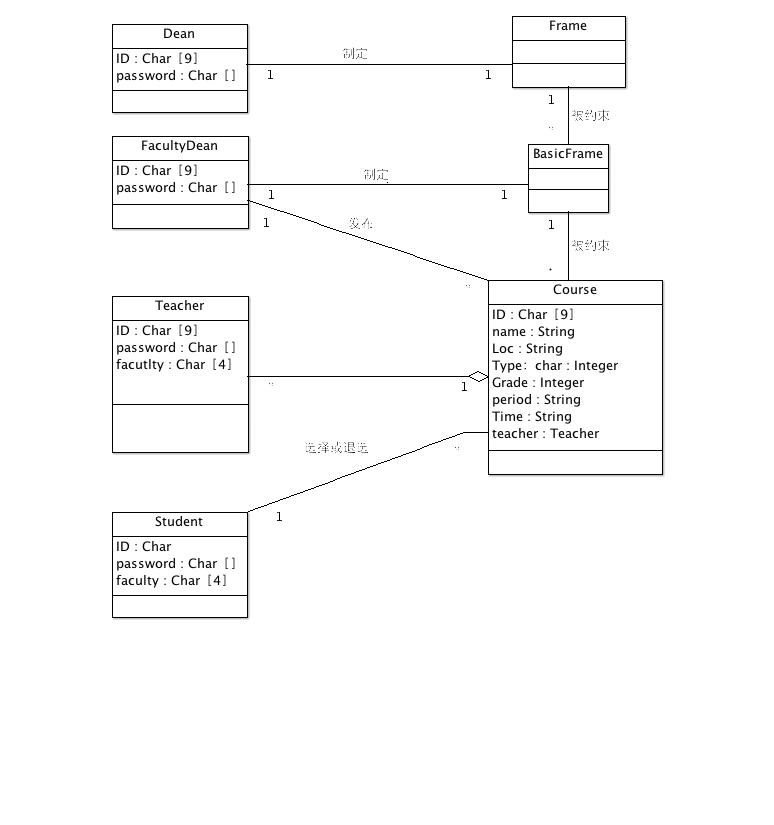 Dean
ID : Char [9]
password : Char []
制定
1
1
Frame
1
被约束
*
FacultyDean
ID : Char [9]
password : Char []
制定
1
1
BasicFrame
1
发布
*
1
被约束
*
Course
ID : Char [9]
name : String
Loc : String
Type: char : Integer
Grade : Integer
period : String
Time : String
teacher : Teacher
Teacher
ID : Char [9]
password : Char []
facutlty : Char [4]
*
1
选择或退选
*
1
Student
ID : Char
password : Char []
faculty : Char [4]